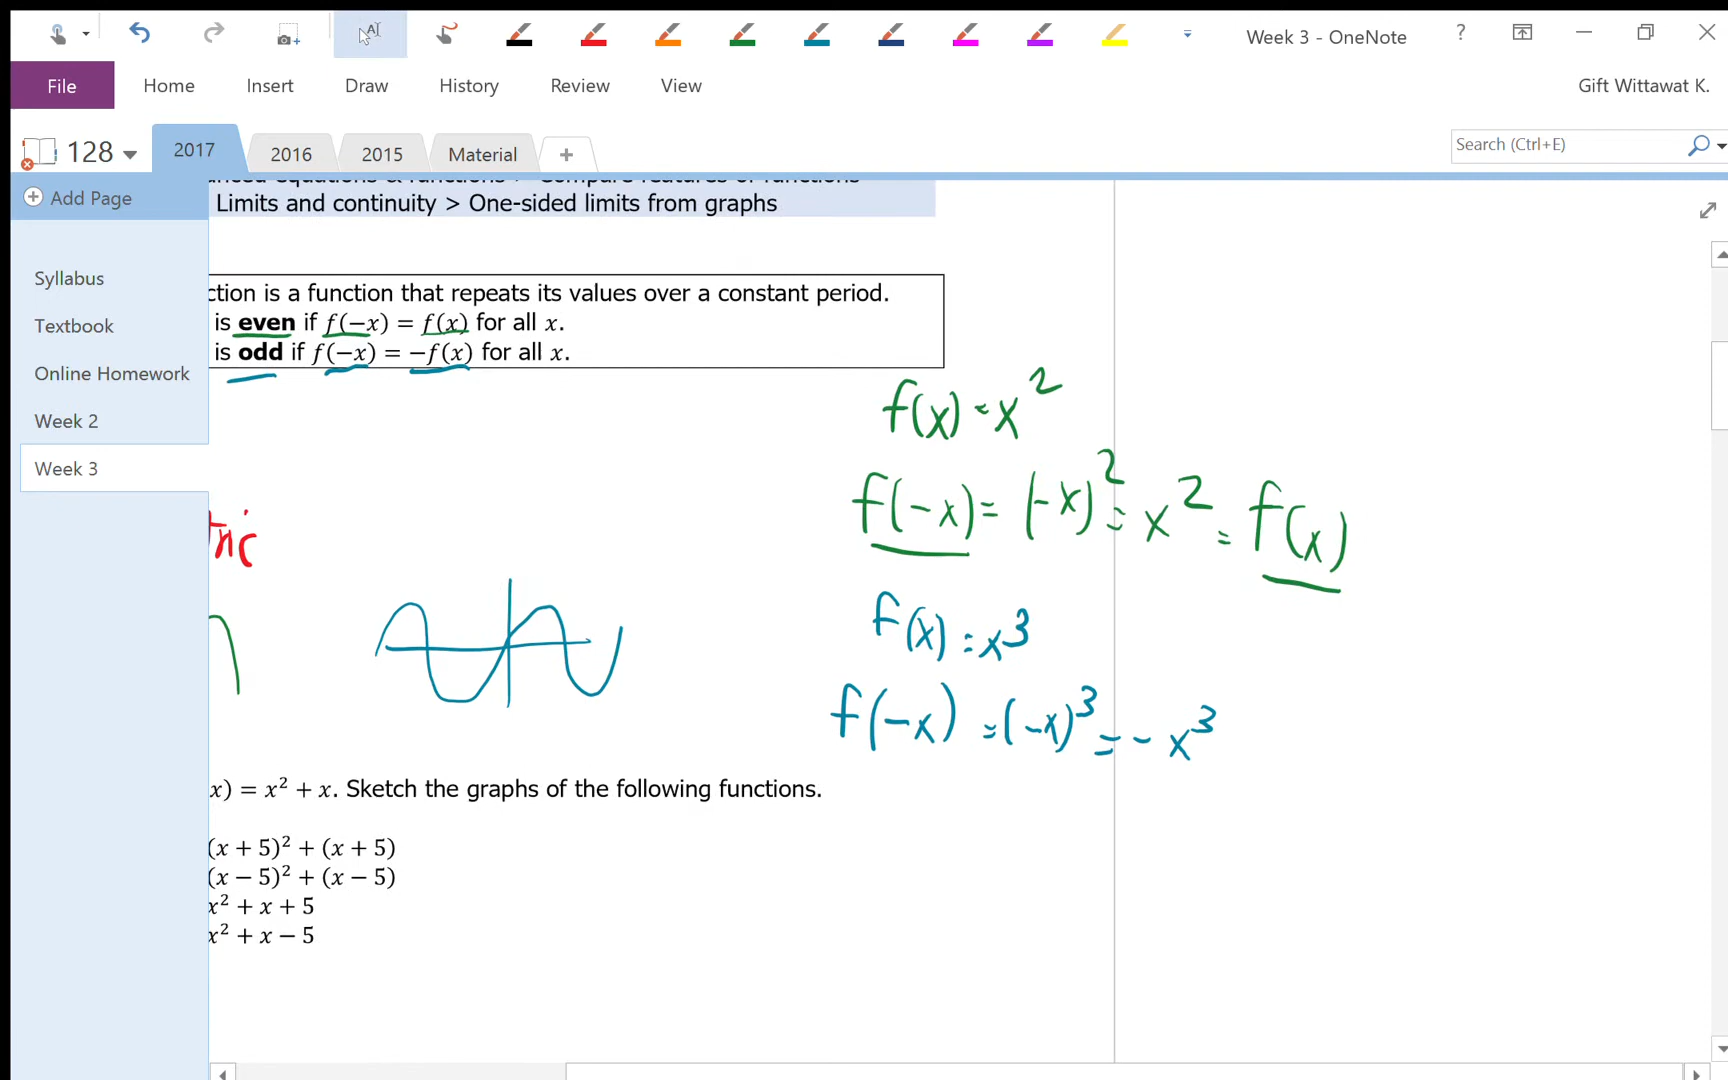 Week 3 - OneNote
?
File
Home
Insert
Draw
History
Review
View
Gift Wittawat K.
128
2017
2016
2015
Material
Search (Ctrl+E)
Add Page
Syllabus
Textbook
Online Homework
Week 2
Week 3
Limits and continuity > One-sided limits from graphs
ction is a function that repeats its values over a constant period.
is even if f(−x) = f(x) for all x.
is odd if f(−x) = −f(x) for all x.
f(x) = x²
f(-x) = (-x)² = x² = f(x)
tric
f(x) = x³
f(-x) = (-x)³ = - x³
x) = x² + x. Sketch the graphs of the following functions.
(x + 5)² + (x + 5)
(x − 5)² + (x − 5)
x² + x + 5
x² + x − 5